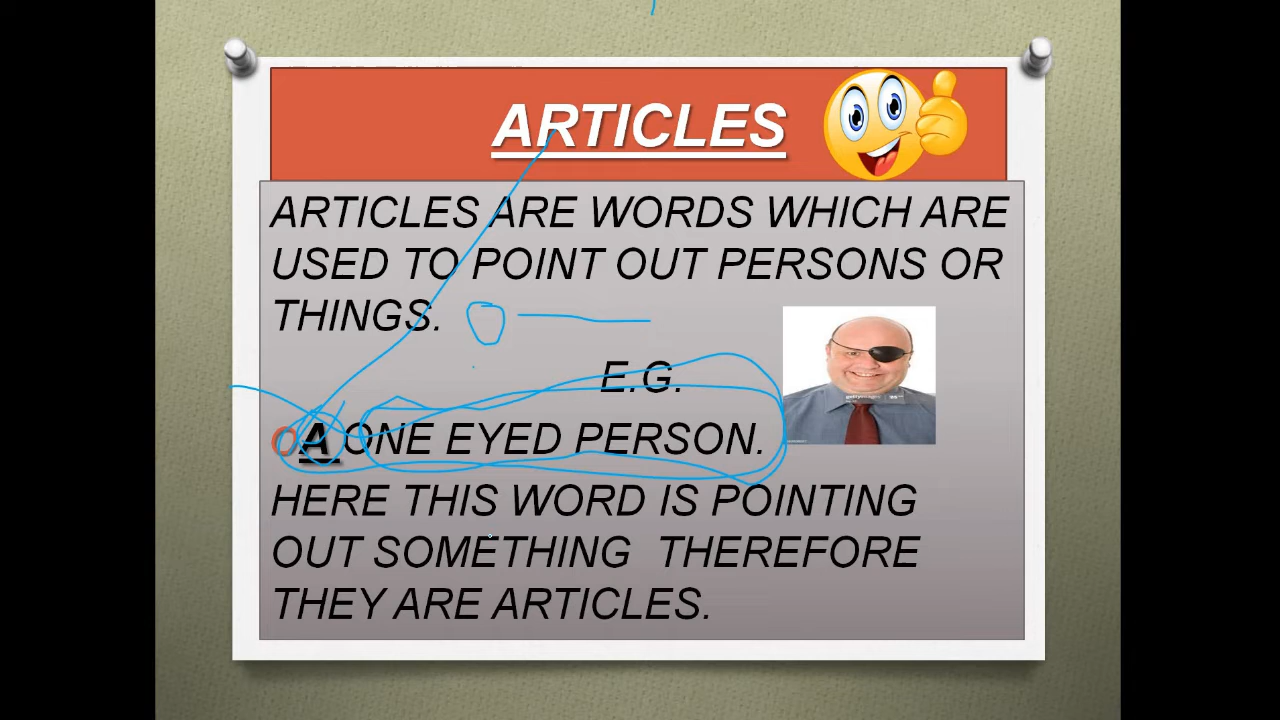 ARTICLES
ARTICLES ARE WORDS WHICH ARE
USED TO POINT OUT PERSONS OR
THINGS.
E.G.
A ONE EYED PERSON.
HERE THIS WORD IS POINTING
OUT SOMETHING THEREFORE
THEY ARE ARTICLES.